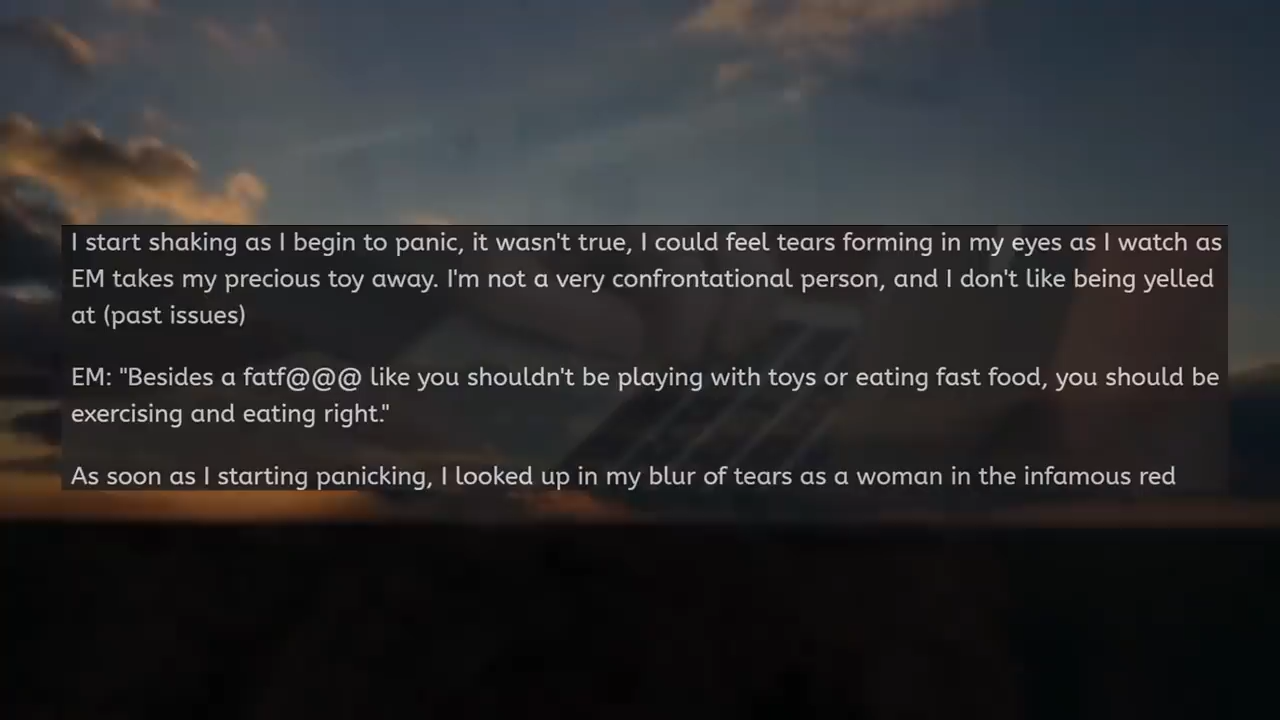 I start shaking as I begin to panic, it wasn't true, I could feel tears forming in my eyes as I watch as
EM takes my precious toy away. I'm not a very confrontational person, and I don't like being yelled
at (past issues)
EM: "Besides a fatf@@@ like you shouldn't be playing with toys or eating fast food, you should be
exercising and eating right."
As soon as I starting panicking, I looked up in my blur of tears as a woman in the infamous red